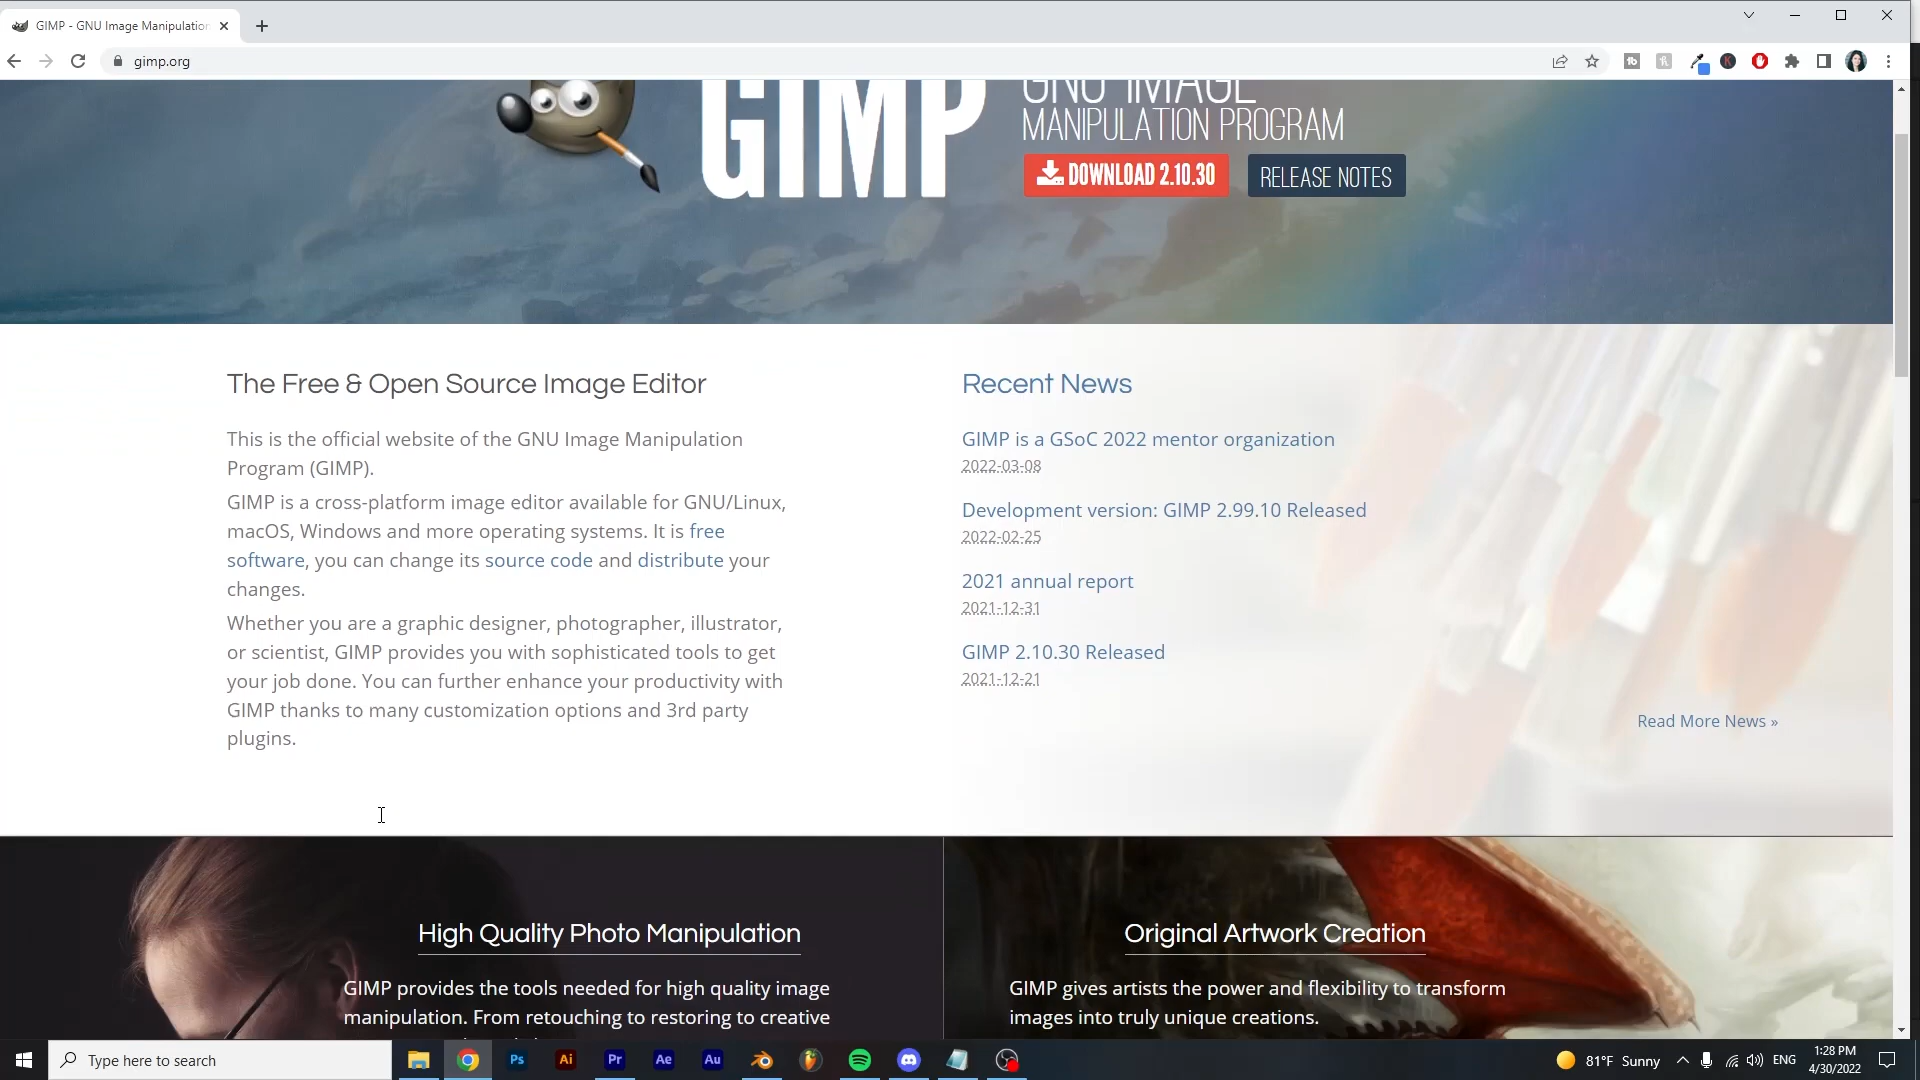 GIMP - GNU Image Manipulation
gimp.org
GIMP
GNU IMAGE
MANIPULATION PROGRAM
DOWNLOAD 2.10.30
RELEASE NOTES
The Free & Open Source Image Editor
This is the official website of the GNU Image Manipulation
Program (GIMP).
GIMP is a cross-platform image editor available for GNU/Linux,
macOS, Windows and more operating systems. It is free
software, you can change its source code and distribute your
changes.
Whether you are a graphic designer, photographer, illustrator,
or scientist, GIMP provides you with sophisticated tools to get
your job done. You can further enhance your productivity with
GIMP thanks to many customization options and 3rd party
plugins.
Recent News
GIMP is a GSoC 2022 mentor organization
2022-03-08
Development version: GIMP 2.99.10 Released
2022-02-25
2021 annual report
2021-12-31
GIMP 2.10.30 Released
2021-12-21
Read More News »
High Quality Photo Manipulation
GIMP provides the tools needed for high quality image
manipulation. From retouching to restoring to creative
Original Artwork Creation
GIMP gives artists the power and flexibility to transform
images into truly unique creations.
Type here to search
Ps
Ai
Pr
Ae
Au
81°F Sunny
ENG
1:28 PM
4/30/2022